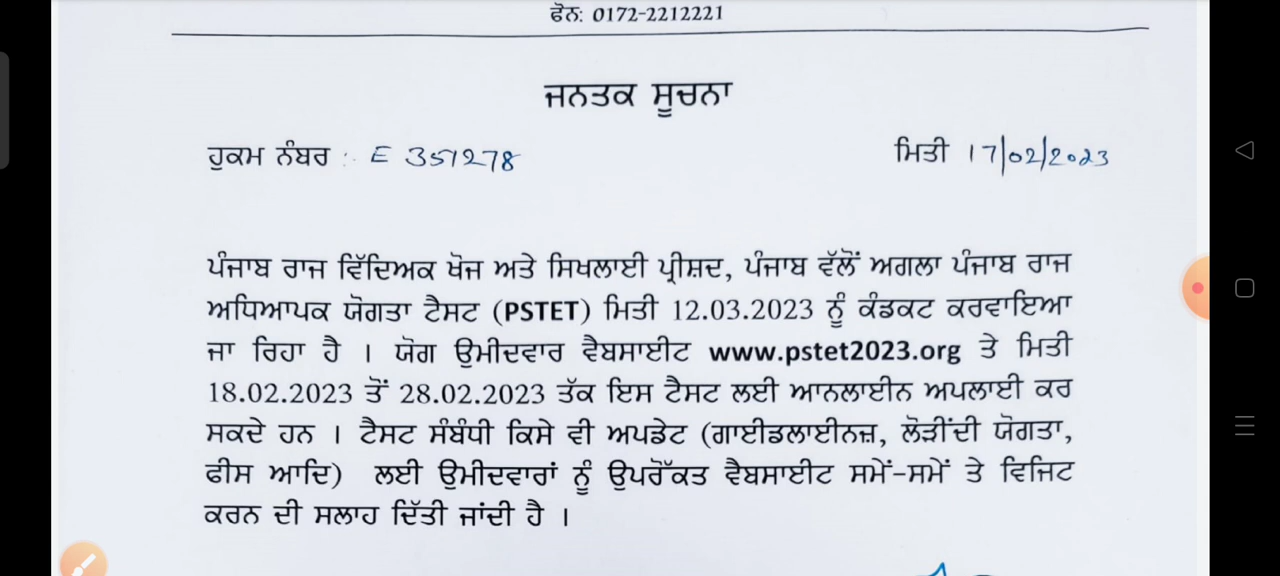 ਫੋਨ: 0172-2212221
ਜਨਤਕ ਸੂਚਨਾ
ਹੁਕਮ ਨੰਬਰ : E 351278 ਮਿਤੀ 17/02/2023
ਪੰਜਾਬ ਰਾਜ ਵਿੱਦਿਅਕ ਖੋਜ ਅਤੇ ਸਿਖਲਾਈ ਪ੍ਰੀਸ਼ਦ, ਪੰਜਾਬ ਵੱਲੋਂ ਅਗਲਾ ਪੰਜਾਬ ਰਾਜ
ਅਧਿਆਪਕ ਯੋਗਤਾ ਟੈਸਟ (PSTET) ਮਿਤੀ 12.03.2023 ਨੂੰ ਕੰਡਕਟ ਕਰਵਾਇਆ
ਜਾ ਰਿਹਾ ਹੈ । ਯੋਗ ਉਮੀਦਵਾਰ ਵੈਬਸਾਈਟ www.pstet2023.org ਤੇ ਮਿਤੀ
18.02.2023 ਤੋਂ 28.02.2023 ਤੱਕ ਇਸ ਟੈਸਟ ਲਈ ਆਨਲਾਈਨ ਅਪਲਾਈ ਕਰ
ਸਕਦੇ ਹਨ । ਟੈਸਟ ਸੰਬੰਧੀ ਕਿਸੇ ਵੀ ਅਪਡੇਟ (ਗਾਈਡਲਾਈਨਜ਼, ਲੋੜੀਂਦੀ ਯੋਗਤਾ,
ਫੀਸ ਆਦਿ) ਲਈ ਉਮੀਦਵਾਰਾਂ ਨੂੰ ਉਪਰੋੱਕਤ ਵੈਬਸਾਈਟ ਸਮੇਂ-ਸਮੇਂ ਤੇ ਵਿਜਿਟ
ਕਰਨ ਦੀ ਸਲਾਹ ਦਿੱਤੀ ਜਾਂਦੀ ਹੈ ।